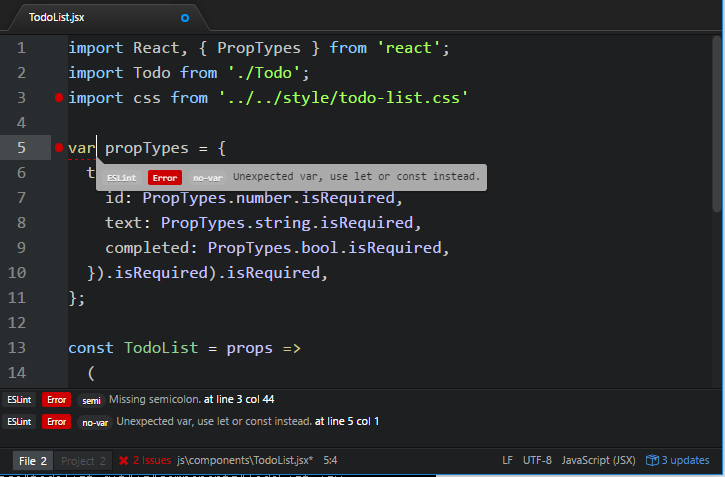 TodoList.jsx
1 import React, { PropTypes } from 'react';
2 import Todo from './Todo';
3 import css from '../../style/todo-list.css'
4
5 var propTypes = {
6 t
ESLint Error no-var Unexpected var, use let or const instead.
7 id: PropTypes.number.isRequired,
8 text: PropTypes.string.isRequired,
9 completed: PropTypes.bool.isRequired,
10 }).isRequired).isRequired,
11 };
12
13 const TodoList = props =>
14 (
ESLint Error semi Missing semicolon. at line 3 col 44
ESLint Error no-var Unexpected var, use let or const instead. at line 5 col 1
File 2 Project 2 2 issues js\components\TodoList.jsx* 5:4 LF UTF-8 JavaScript (JSX) 3 updates